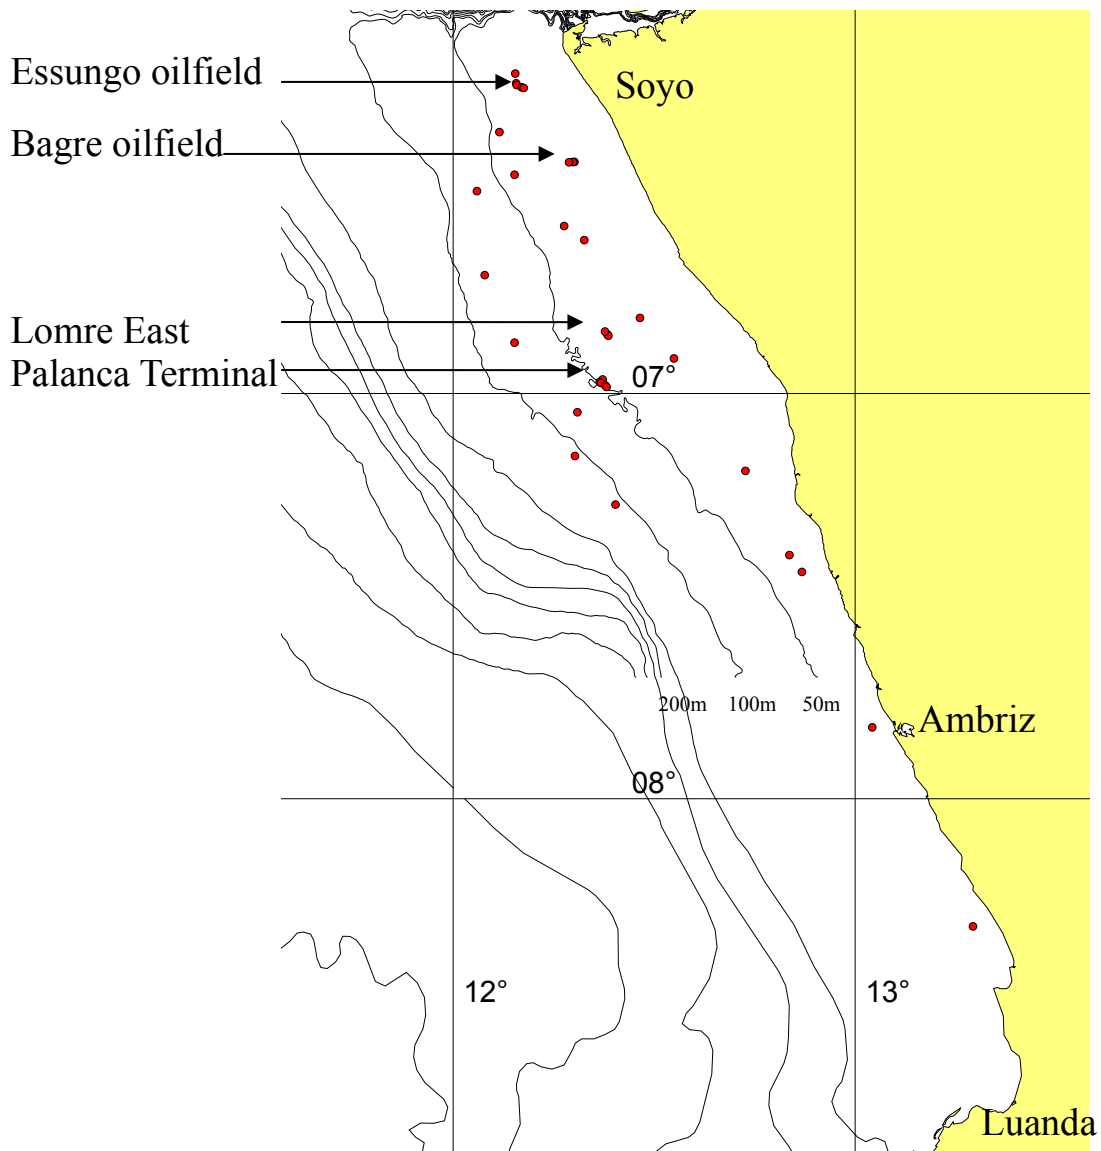 Essungo oilfield
Soyo
Bagre oilfield
Lomre East
Palanca Terminal
07°
200m 100m 50m
Ambriz
08°
12° 13°
Luanda